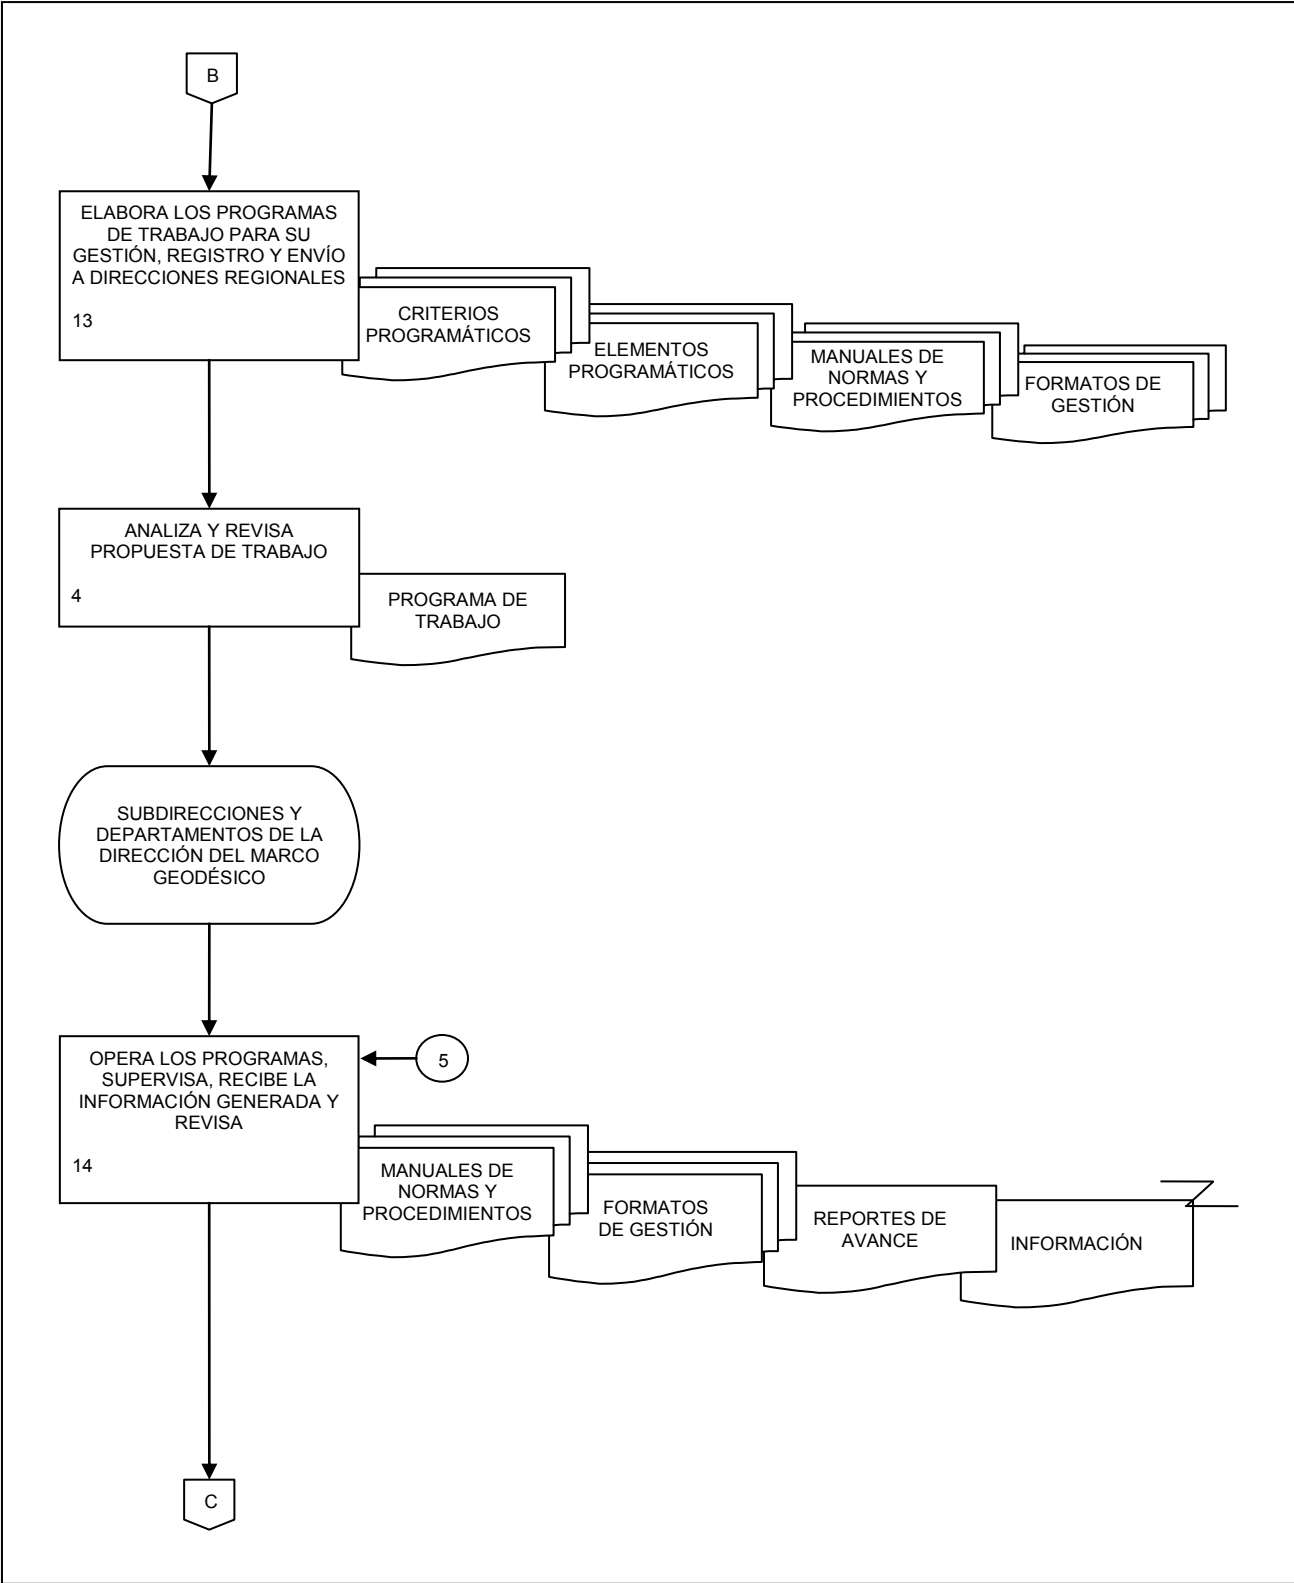 B
ELABORA LOS PROGRAMAS
DE TRABAJO PARA SU
GESTIÓN, REGISTRO Y ENVÍO
A DIRECCIONES REGIONALES
13
CRITERIOS
PROGRAMÁTICOS
ELEMENTOS
PROGRAMÁTICOS
MANUALES DE
NORMAS Y
PROCEDIMIENTOS
FORMATOS DE
GESTIÓN
ANALIZA Y REVISA
PROPUESTA DE TRABAJO
4
PROGRAMA DE
TRABAJO
SUBDIRECCIONES Y
DEPARTAMENTOS DE LA
DIRECCIÓN DEL MARCO
GEODÉSICO
OPERA LOS PROGRAMAS,
SUPERVISA, RECIBE LA
INFORMACIÓN GENERADA Y
REVISA
14
5
MANUALES DE
NORMAS Y
PROCEDIMIENTOS
FORMATOS
DE GESTIÓN
REPORTES DE
AVANCE
INFORMACIÓN
C